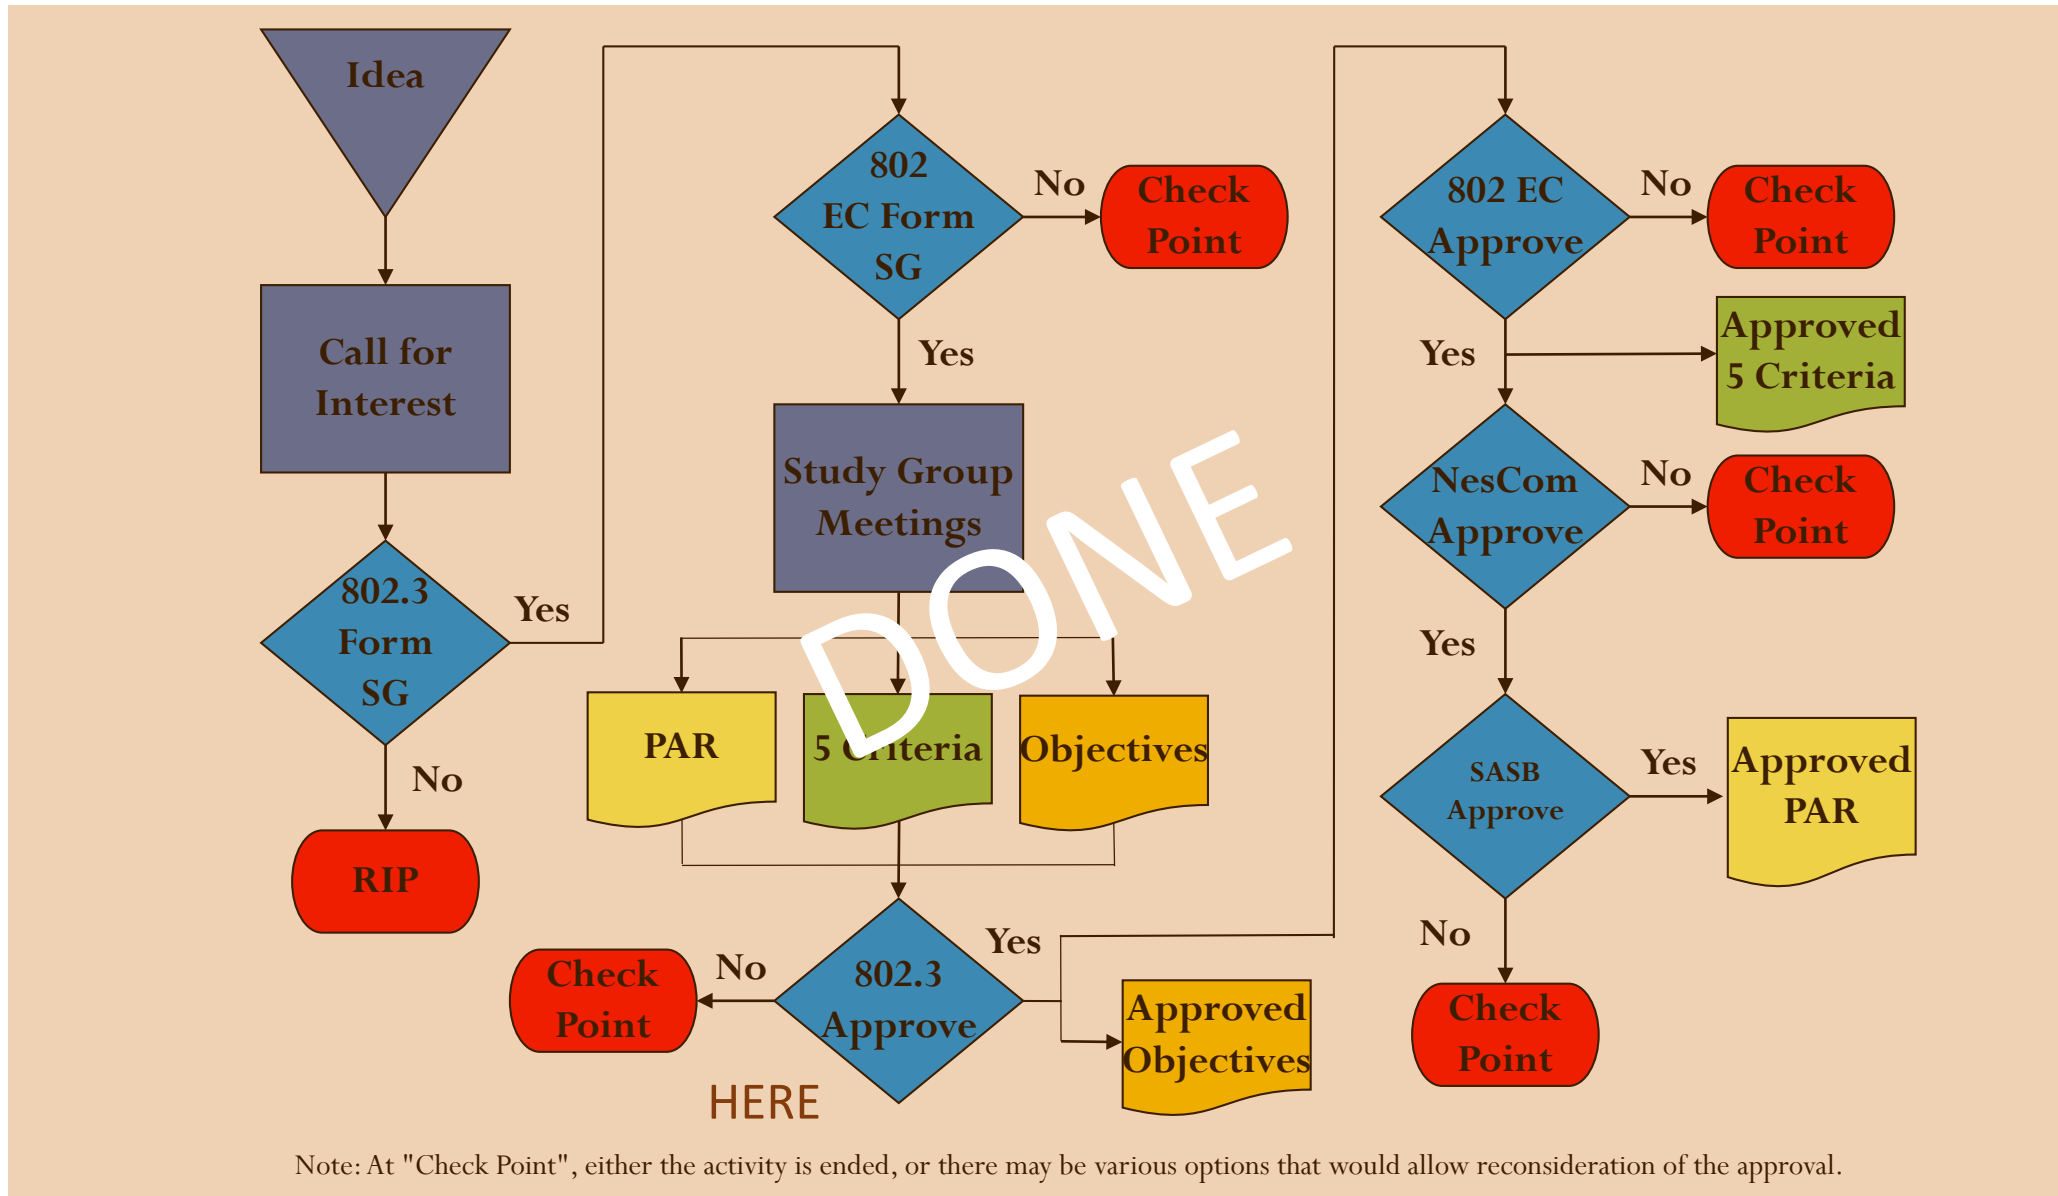 Idea
Call for
Interest
802.3
Form
SG
Yes
No
RIP
802
EC Form
SG
No
Check
Point
Yes
Study Group
Meetings
DONE
PAR
5 Criteria
Objectives
802.3
Approve
No
Check
Point
Yes
Approved
Objectives
HERE
802 EC
Approve
No
Check
Point
Yes
Approved
5 Criteria
NesCom
Approve
No
Check
Point
Yes
SASB
Approve
Yes
Approved
PAR
No
Check
Point
Note: At "Check Point", either the activity is ended, or there may be various options that would allow reconsideration of the approval.